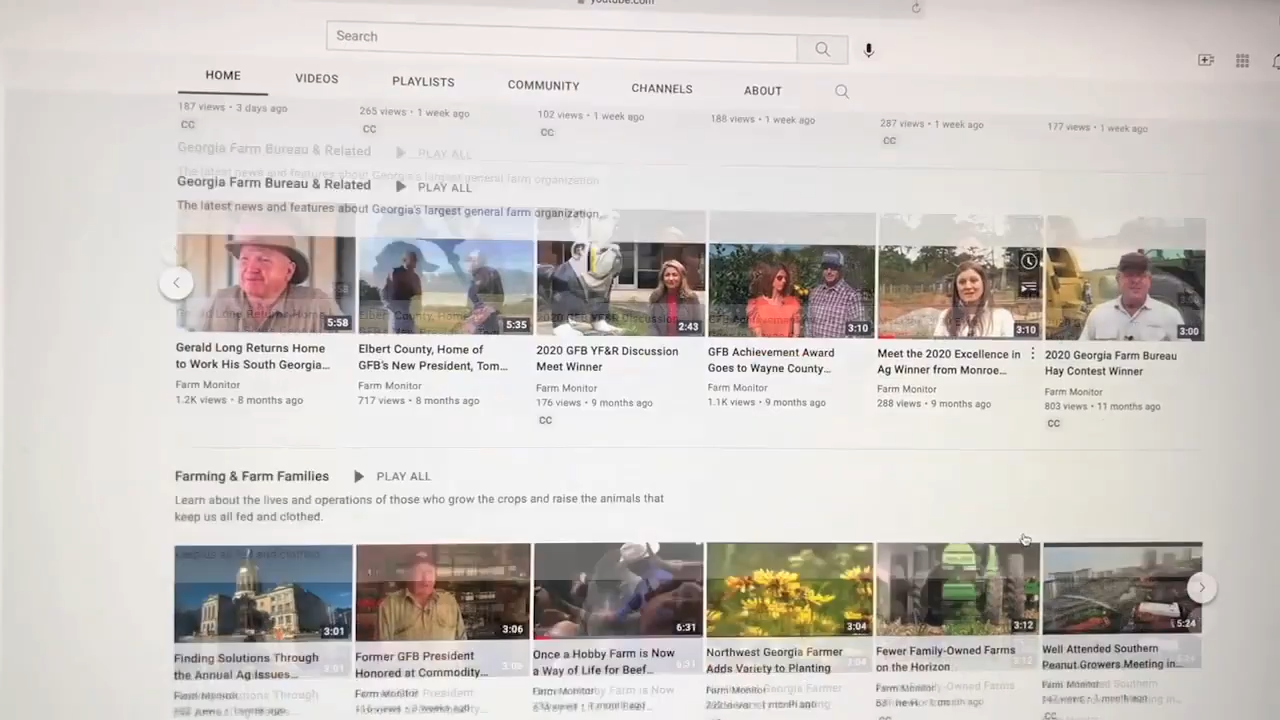 youtube.com
Search
HOME VIDEOS PLAYLISTS COMMUNITY CHANNELS ABOUT
187 views • 3 days ago
265 views • 1 week ago
102 views • 1 week ago
188 views • 1 week ago
287 views • 1 week ago
177 views • 1 week ago
CC
CC
CC
CC
Georgia Farm Bureau & Related PLAY ALL
The latest news and features about Georgia's largest general farm organization
5:58
5:35
2:43
3:10
3:10
3:00
Gerald Long Returns Home
to Work His South Georgia...
Farm Monitor
1.2K views • 8 months ago
Elbert County, Home of
GFB's New President, Tom...
Farm Monitor
717 views • 8 months ago
2020 GFB YF&R Discussion
Meet Winner
Farm Monitor
176 views • 9 months ago
CC
GFB Achievement Award
Goes to Wayne County...
Farm Monitor
1.1K views • 9 months ago
Meet the 2020 Excellence in
Ag Winner from Monroe...
Farm Monitor
288 views • 9 months ago
2020 Georgia Farm Bureau
Hay Contest Winner
Farm Monitor
803 views • 11 months ago
CC
Farming & Farm Families PLAY ALL
Learn about the lives and operations of those who grow the crops and raise the animals that
keep us all fed and clothed.
3:01
3:06
6:31
3:04
3:12
5:24
Finding Solutions Through
the Annual Ag Issues...
Former GFB President
Honored at Commodity...
Farm Monitor
Once a Hobby Farm is Now
a Way of Life for Beef...
Farm Monitor
Northwest Georgia Farmer
Adds Variety to Planting
Farm Monitor
Fewer Family-Owned Farms
on the Horizon
Farm Monitor
Well Attended Southern
Peanut Growers Meeting in...
Farm Monitor